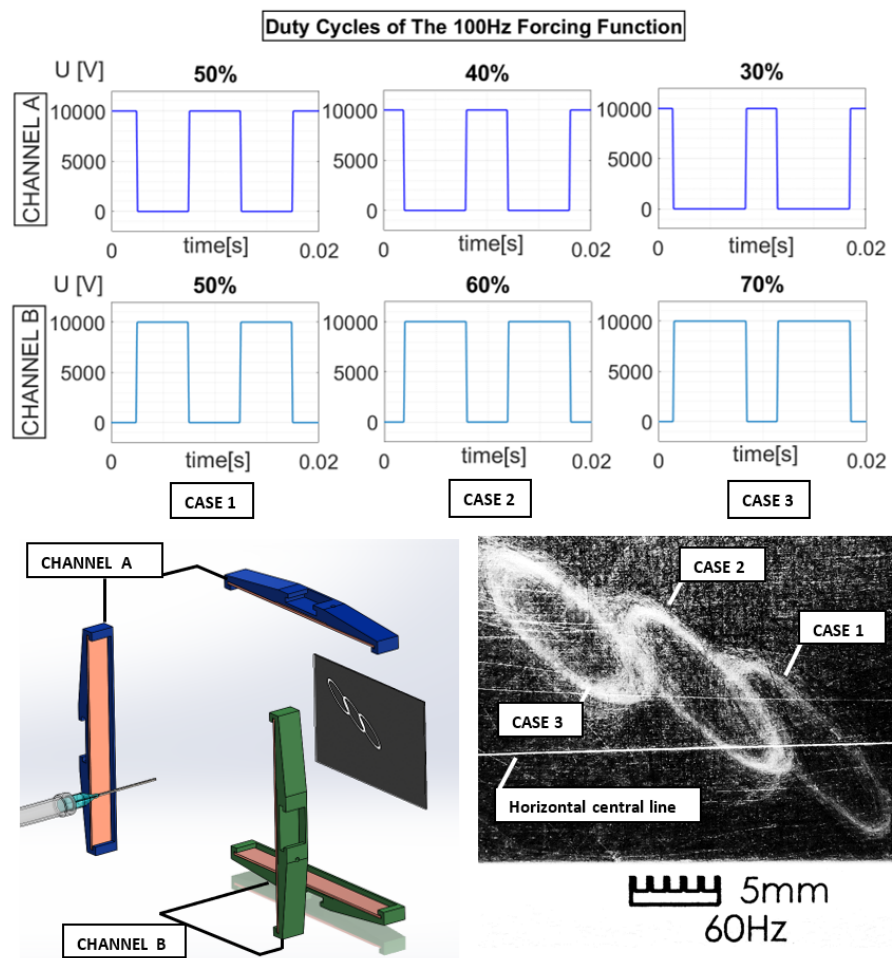 Duty Cycles of The 100Hz Forcing Function
U [V]
50%
40%
30%
CHANNEL A
10000
5000
0
10000
5000
0
10000
5000
0
0
time[s]
0.02
0
time[s]
0.02
0
time[s]
0.02
U [V]
50%
60%
70%
CHANNEL B
10000
5000
0
10000
5000
0
10000
5000
0
0
time[s]
0.02
0
time[s]
0.02
0
time[s]
0.02
CASE 1
CASE 2
CASE 3
CHANNEL A
CHANNEL B
CASE 2
CASE 1
CASE 3
Horizontal central line
5mm
60Hz